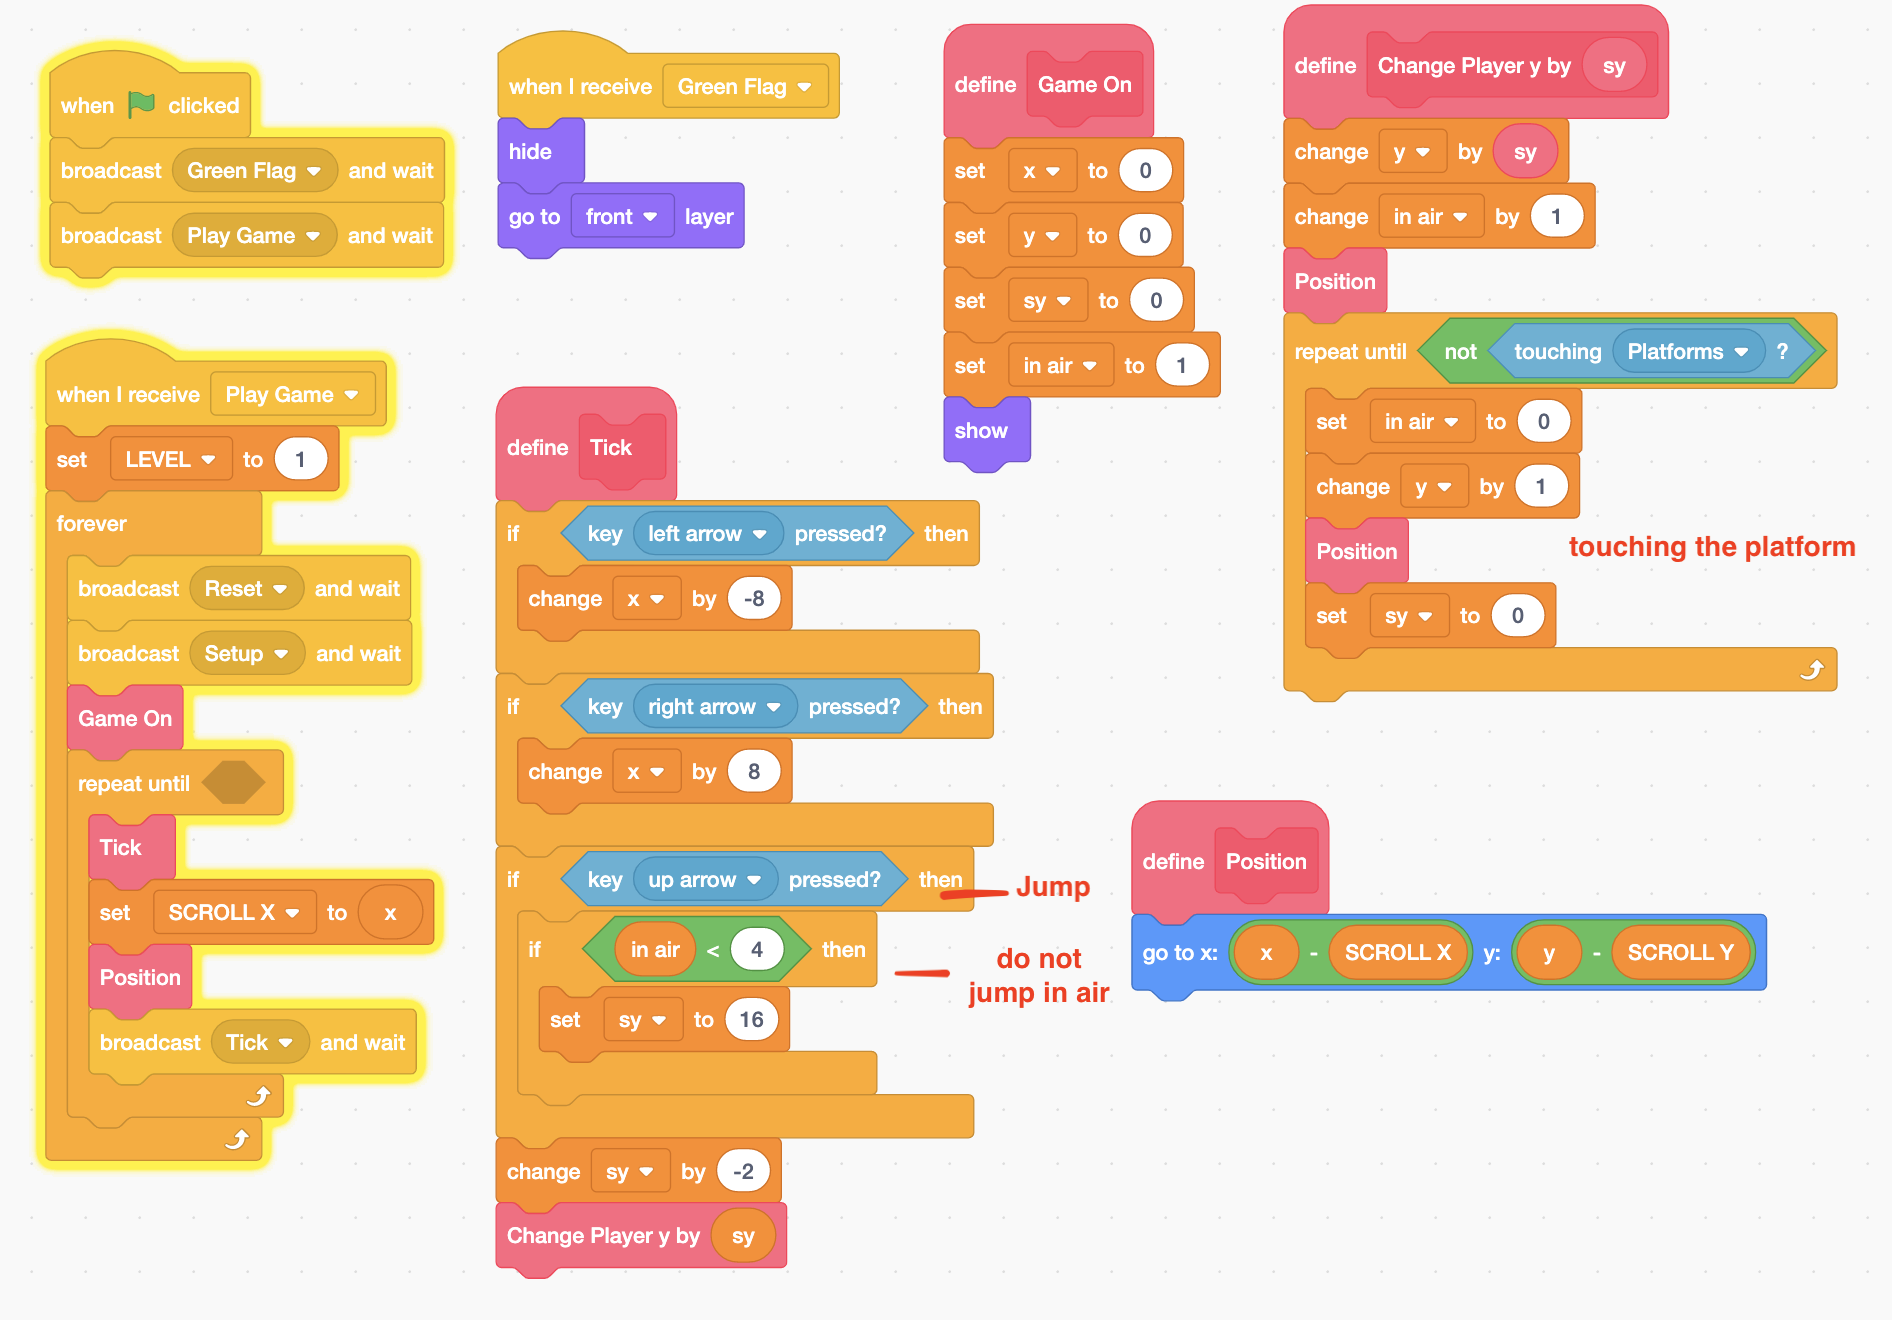 when clicked
broadcast Green Flag and wait
broadcast Play Game and wait
when I receive Play Game
set LEVEL to 1
forever
broadcast Reset and wait
broadcast Setup and wait
Game On
repeat until
Tick
set SCROLL X to x
Position
broadcast Tick and wait
when I receive Green Flag
hide
go to front layer
define Tick
if key left arrow pressed? then
change x by -8
if key right arrow pressed? then
change x by 8
if key up arrow pressed? then
Jump
if in air < 4 then
do not
jump in air
set sy to 16
change sy by -2
Change Player y by sy
define Game On
set x to 0
set y to 0
set sy to 0
set in air to 1
show
define Change Player y by sy
change y by sy
change in air by 1
Position
repeat until not touching Platforms ?
set in air to 0
change y by 1
Position
touching the platform
set sy to 0
define Position
go to x: x - SCROLL X y: y - SCROLL Y